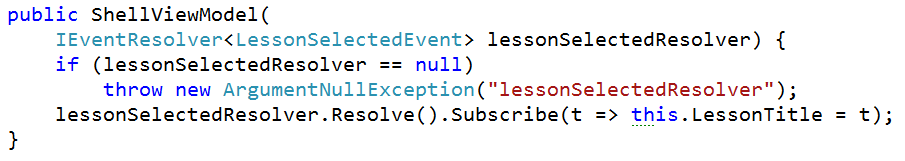 public ShellViewModel(
    IEventResolver<LessonSelectedEvent> lessonSelectedResolver) {
    if (lessonSelectedResolver == null)
        throw new ArgumentNullException("lessonSelectedResolver");
    lessonSelectedResolver.Resolve().Subscribe(t => this.LessonTitle = t);
}